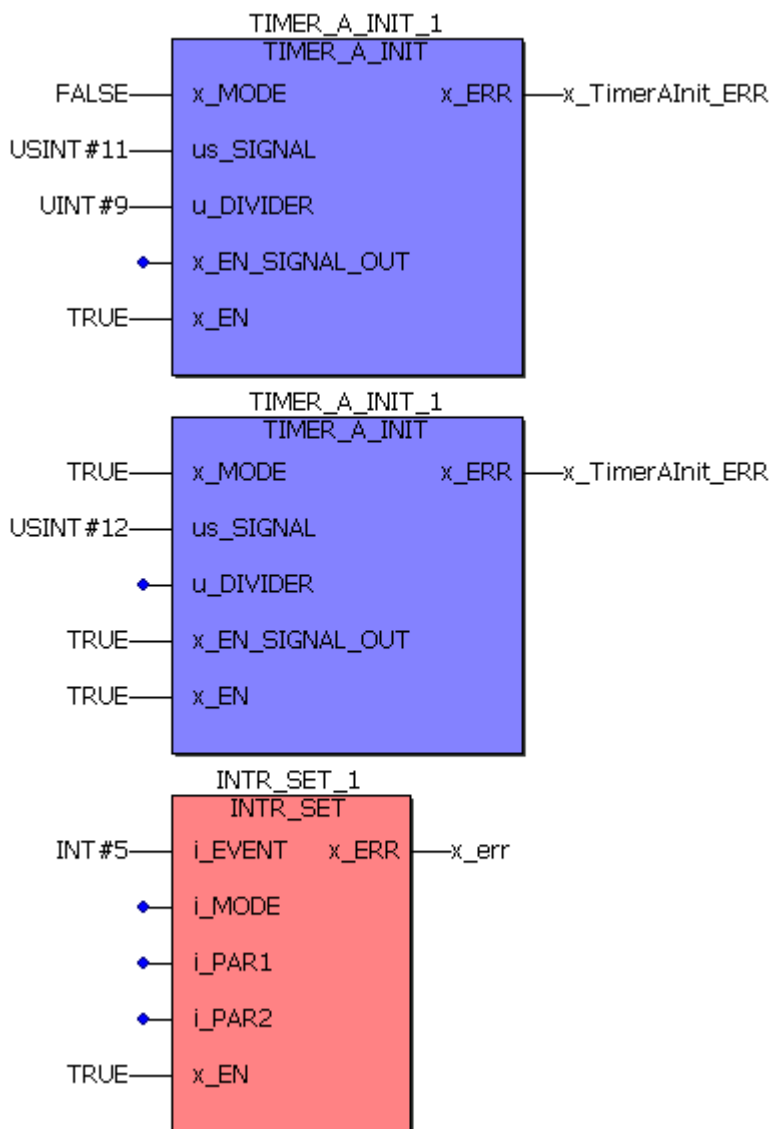 TIMER_A_INIT_1
TIMER_A_INIT
FALSE x_MODE x_ERR x_TimerAInit_ERR
USINT#11 us_SIGNAL
UINT#9 u_DIVIDER
x_EN_SIGNAL_OUT
TRUE x_EN
TIMER_A_INIT_1
TIMER_A_INIT
TRUE x_MODE x_ERR x_TimerAInit_ERR
USINT#12 us_SIGNAL
u_DIVIDER
TRUE x_EN_SIGNAL_OUT
TRUE x_EN
INTR_SET_1
INTR_SET
INT#5 i_EVENT x_ERR x_err
i_MODE
i_PAR1
i_PAR2
TRUE x_EN